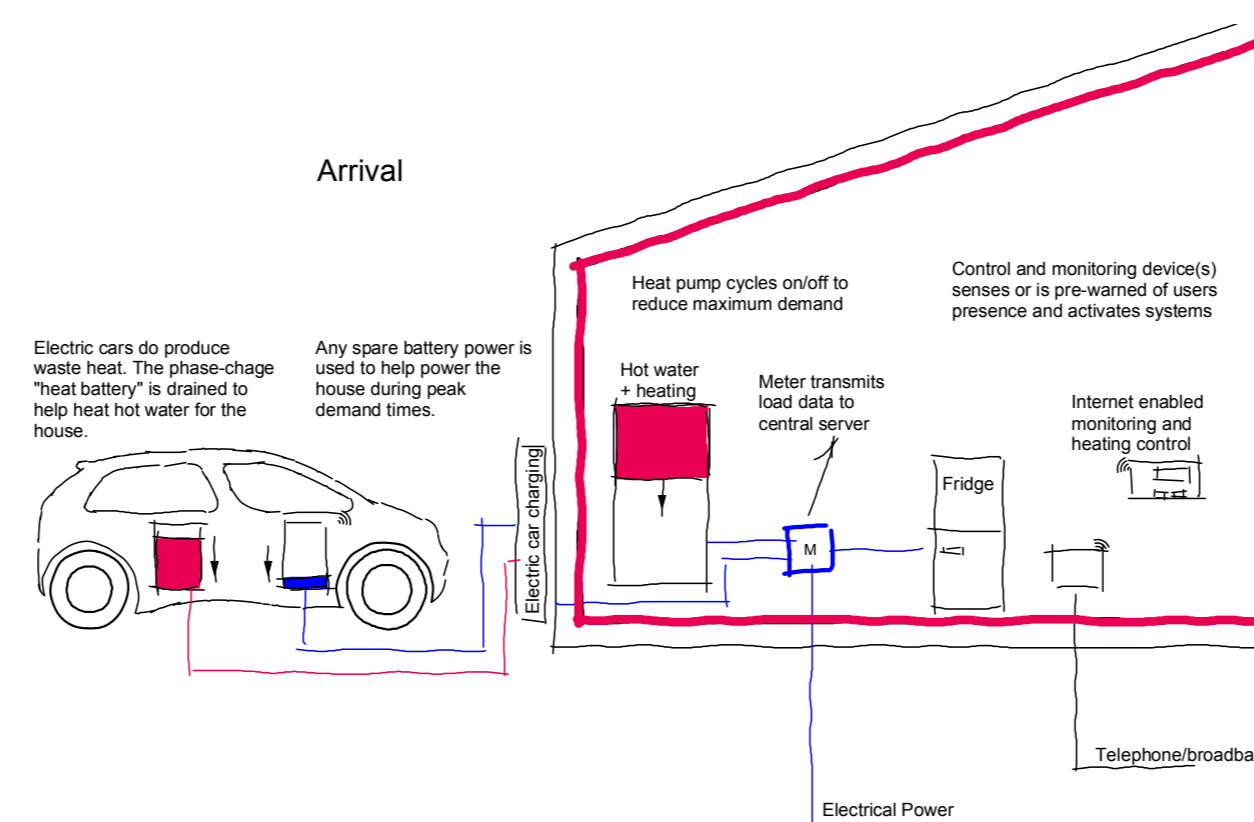 Arrival
Electric cars do produce
waste heat. The phase-chage
"heat battery" is drained to
help heat hot water for the
house.
Any spare battery power is
used to help power the
house during peak
demand times.
Electric car charging
Heat pump cycles on/off to
reduce maximum demand
Hot water
+ heating
Meter transmits
load data to
central server
M
Control and monitoring device(s)
senses or is pre-warned of users
presence and activates systems
Fridge
Internet enabled
monitoring and
heating control
Telephone/broadba
Electrical Power